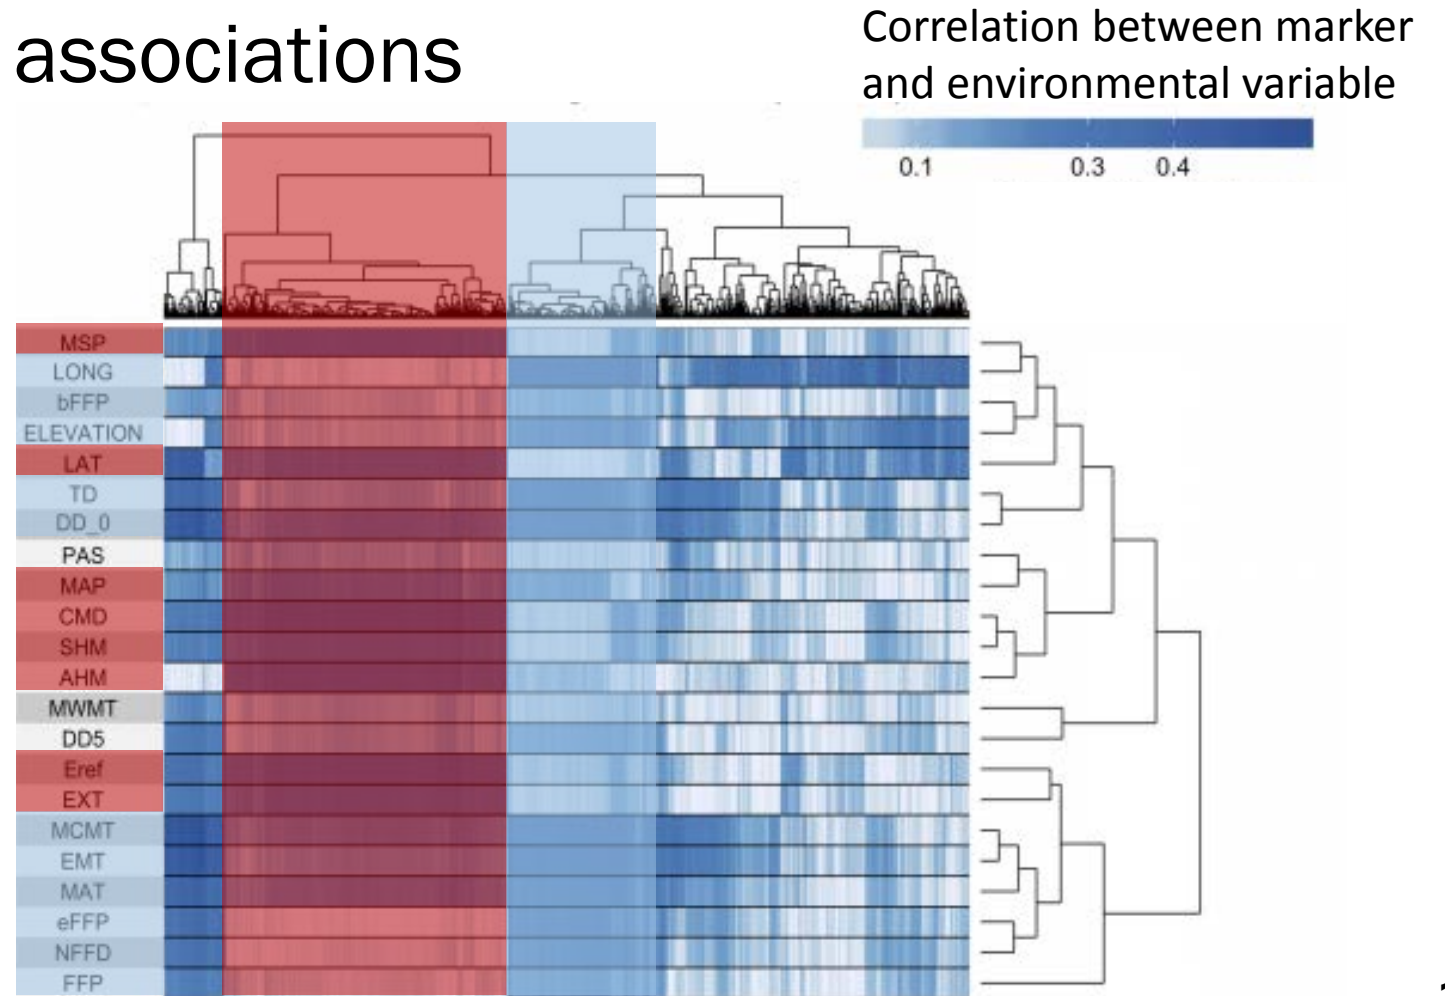 associations
Correlation between marker
and environmental variable
0.1 0.3 0.4
MSP
LONG
bFFP
ELEVATION
LAT
TD
DD_0
PAS
MAP
CMD
SHM
AHM
MWMT
DD5
Eref
EXT
MCMT
EMT
MAT
eFFP
NFFD
FFP